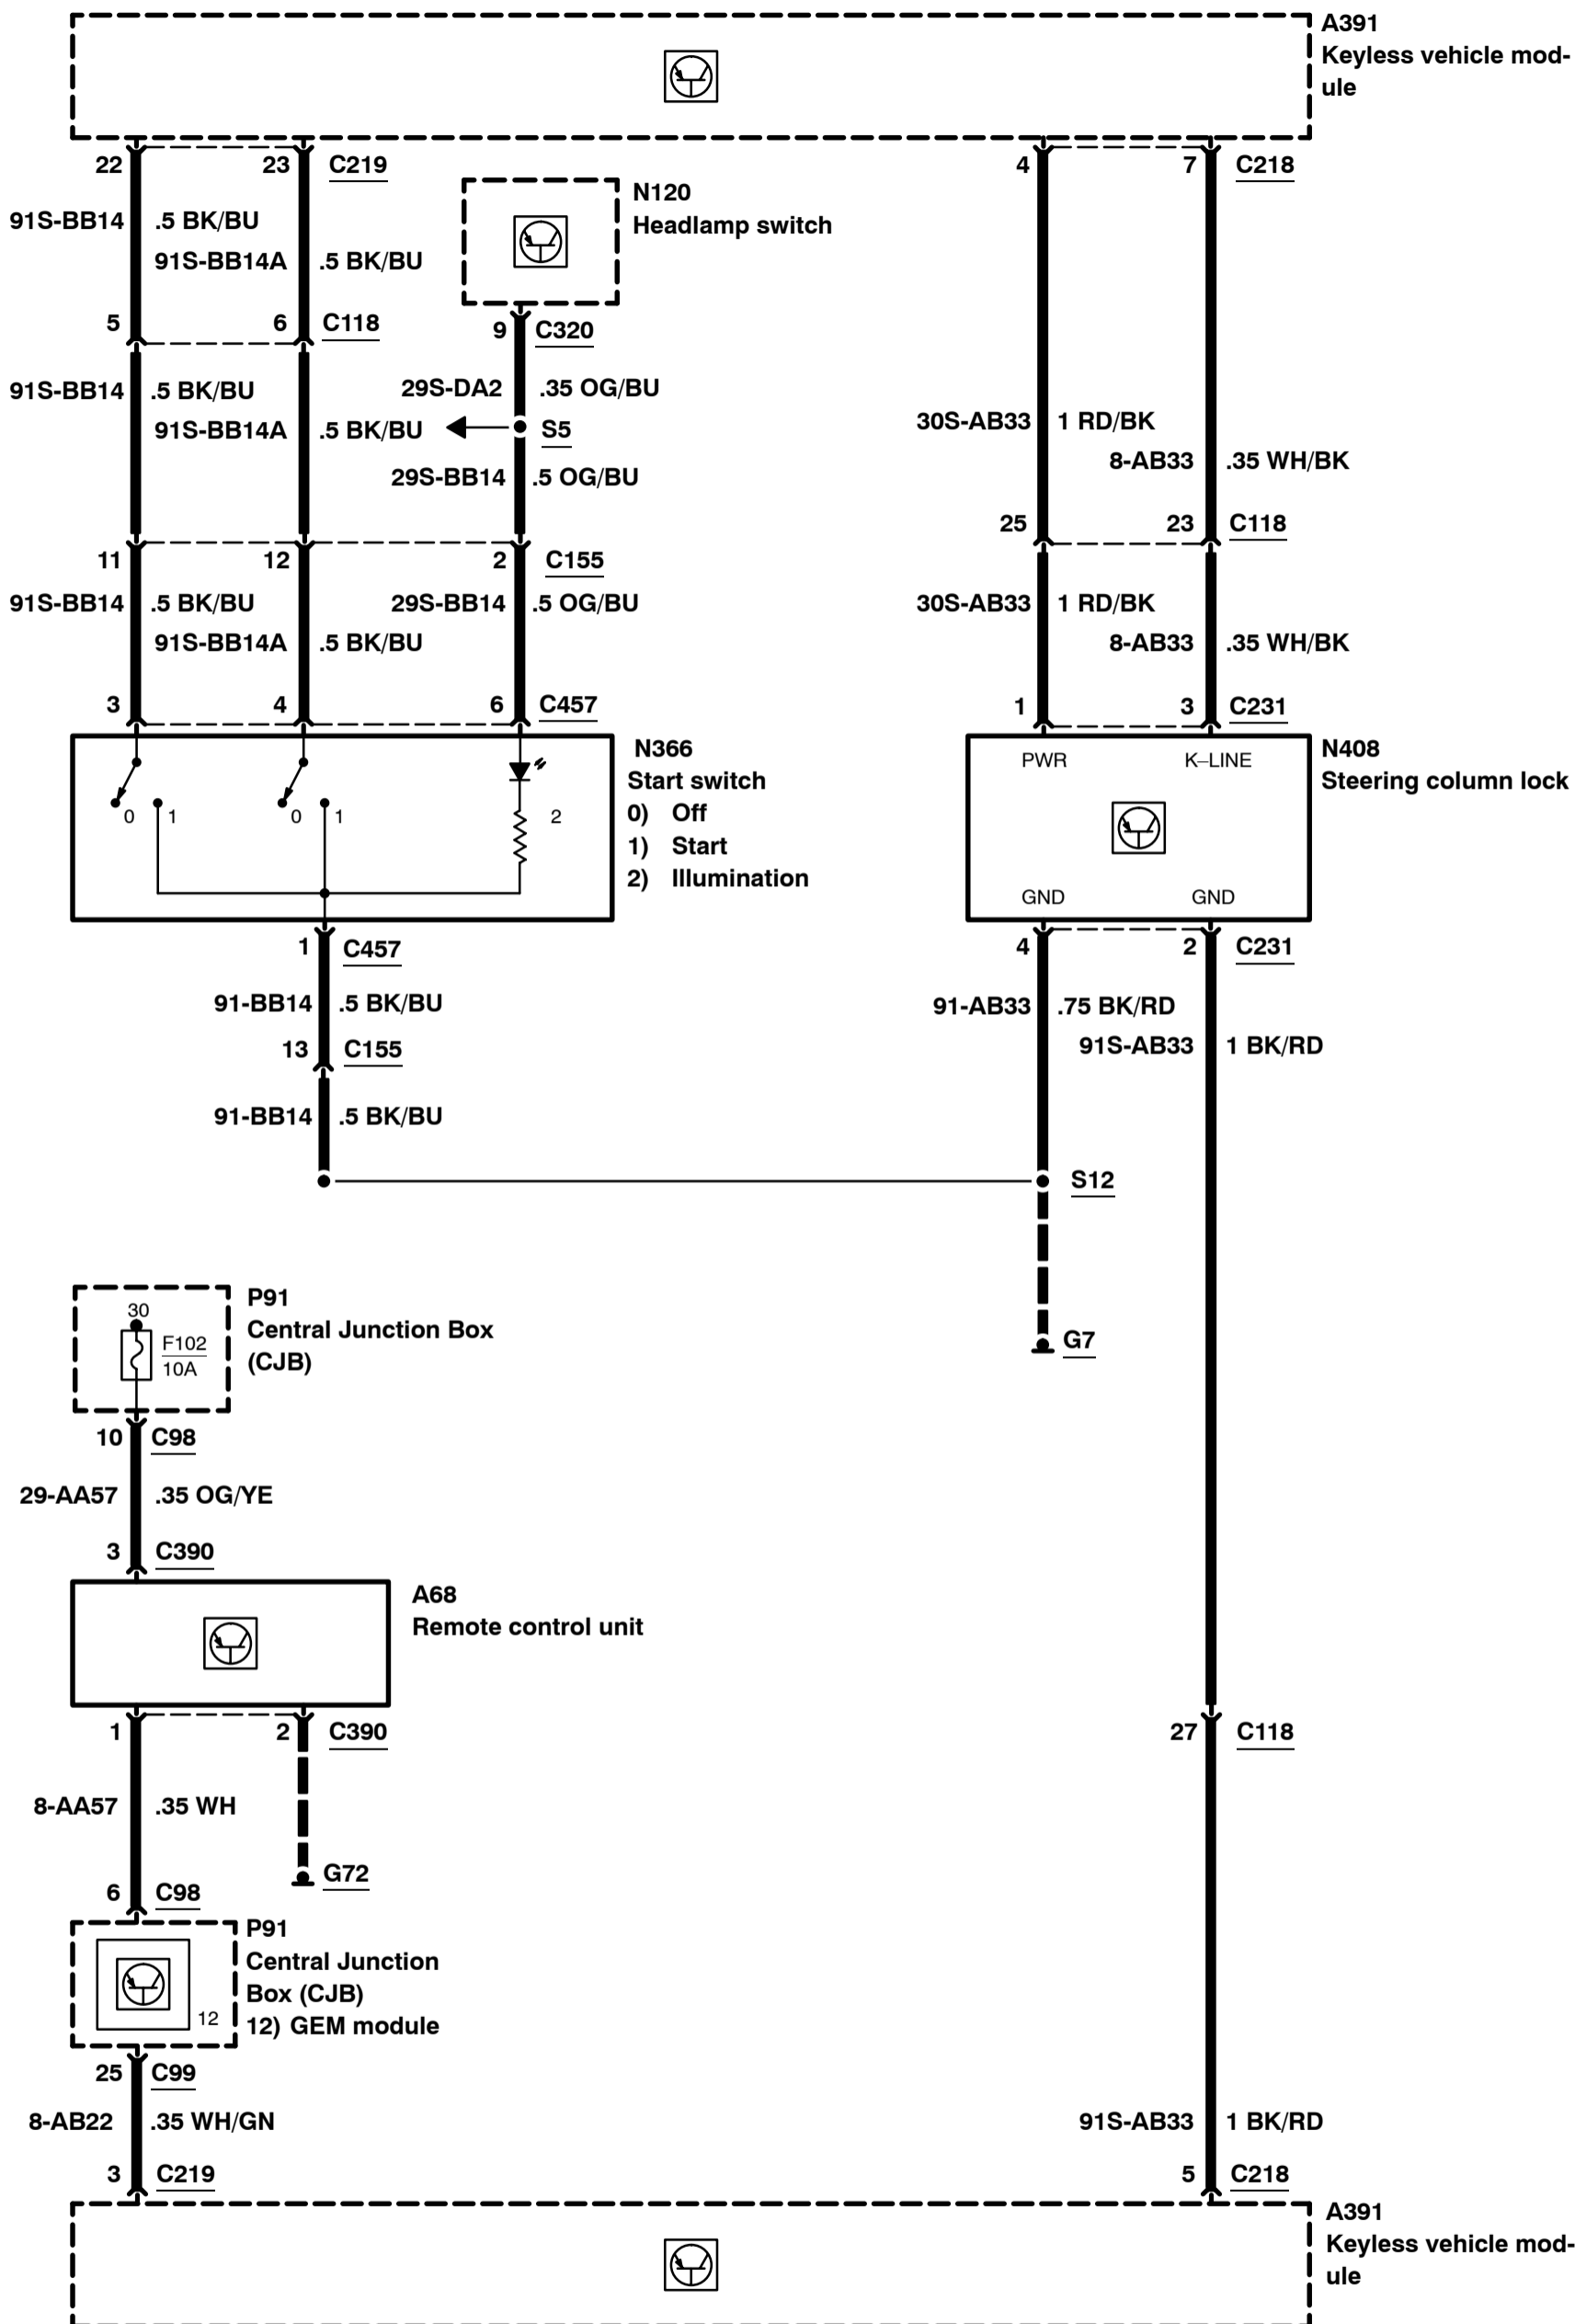 A391
Keyless vehicle mod-
ule
22 23 C219
4 7 C218
N120
Headlamp switch
91S-BB14 .5 BK/BU
91S-BB14A .5 BK/BU
5 6 C118
9 C320
91S-BB14 .5 BK/BU
29S-DA2 .35 OG/BU
91S-BB14A .5 BK/BU
S5
30S-AB33 1 RD/BK
8-AB33 .35 WH/BK
29S-BB14 .5 OG/BU
25 23 C118
11 12 2 C155
91S-BB14 .5 BK/BU
29S-BB14 .5 OG/BU
30S-AB33 1 RD/BK
91S-BB14A .5 BK/BU
8-AB33 .35 WH/BK
3 4 6 C457
1 3 C231
N366
Start switch
0) Off
1) Start
2) Illumination
0 1 0 1 2
PWR K–LINE
GND GND
N408
Steering column lock
1 C457
4 2 C231
91-BB14 .5 BK/BU
91-AB33 .75 BK/RD
91S-AB33 1 BK/RD
13 C155
91-BB14 .5 BK/BU
S12
G7
30
F102
10A
P91
Central Junction Box
(CJB)
10 C98
29-AA57 .35 OG/YE
3 C390
A68
Remote control unit
1 2 C390
27 C118
8-AA57 .35 WH
G72
6 C98
P91
Central Junction
Box (CJB)
12) GEM module
12
25 C99
8-AB22 .35 WH/GN
91S-AB33 1 BK/RD
3 C219
5 C218
A391
Keyless vehicle mod-
ule